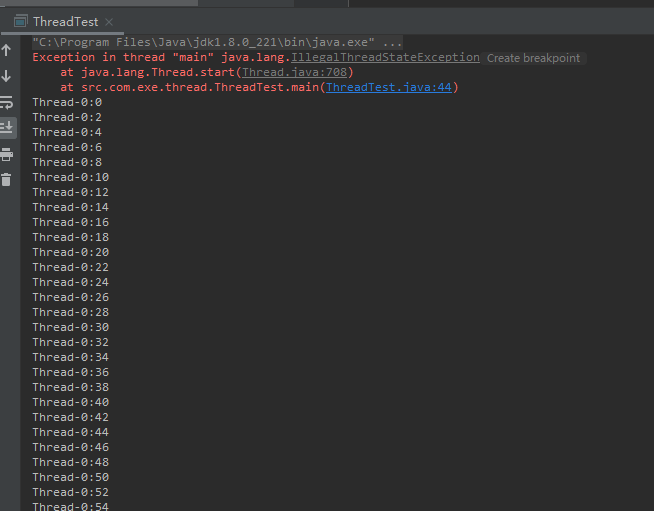 ThreadTest
"C:\Program Files\Java\jdk1.8.0_221\bin\java.exe" ...
Exception in thread "main" java.lang.IllegalThreadStateException Create breakpoint
    at java.lang.Thread.start(Thread.java:708)
    at src.com.exe.thread.ThreadTest.main(ThreadTest.java:44)
Thread-0:0
Thread-0:2
Thread-0:4
Thread-0:6
Thread-0:8
Thread-0:10
Thread-0:12
Thread-0:14
Thread-0:16
Thread-0:18
Thread-0:20
Thread-0:22
Thread-0:24
Thread-0:26
Thread-0:28
Thread-0:30
Thread-0:32
Thread-0:34
Thread-0:36
Thread-0:38
Thread-0:40
Thread-0:42
Thread-0:44
Thread-0:46
Thread-0:48
Thread-0:50
Thread-0:52
Thread-0:54